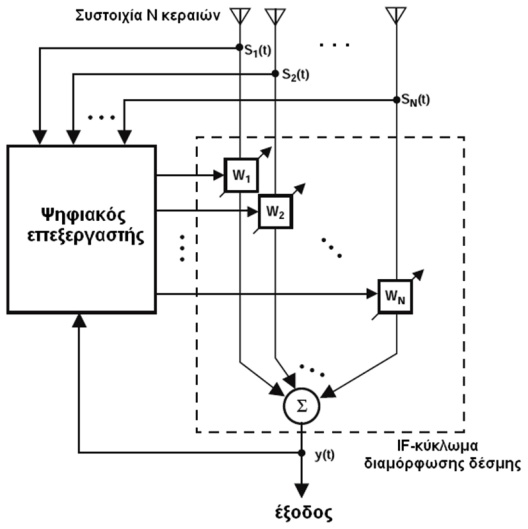 Συστοιχία Ν κεραιών
S1(t)
S2(t)
SN(t)
Ψηφιακός
επεξεργαστής
W1
W2
WN
Σ
IF-κύκλωμα
διαμόρφωσης δέσμης
y(t)
έξοδος